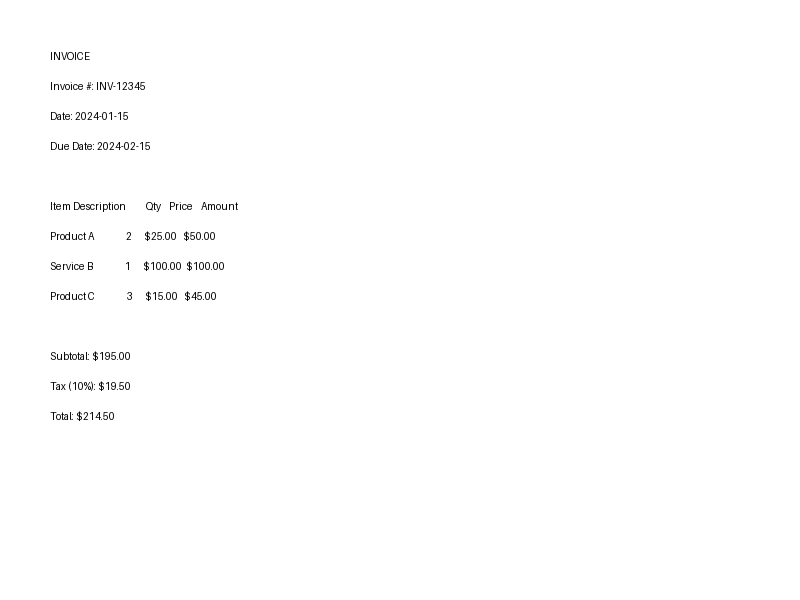 INVOICE
Invoice #: INV-12345
Date: 2024-01-15
Due Date: 2024-02-15
Item Description Qty Price Amount
Product A 2 $25.00 $50.00
Service B 1 $100.00 $100.00
Product C 3 $15.00 $45.00
Subtotal: $195.00
Tax (10%): $19.50
Total: $214.50